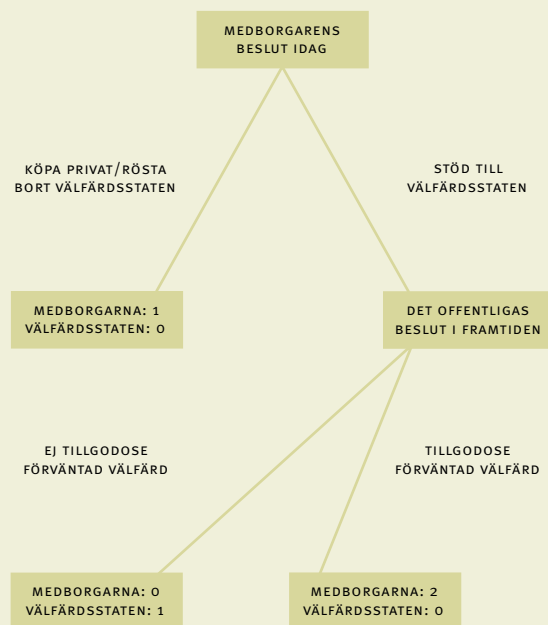 MEDBORGARENS
BESLUT IDAG
KÖPA PRIVAT/RÖSTA
BORT VÄLFÄRDSSTATEN
STÖD TILL
VÄLFÄRDSSTATEN
MEDBORGARNA: 1
VÄLFÄRDSSTATEN: 0
DET OFFENTLIGAS
BESLUT I FRAMTIDEN
EJ TILLGODOSE
FÖRVÄNTAD VÄLFÄRD
TILLGODOSE
FÖRVÄNTAD VÄLFÄRD
MEDBORGARNA: 0
VÄLFÄRDSSTATEN: 1
MEDBORGARNA: 2
VÄLFÄRDSSTATEN: 0